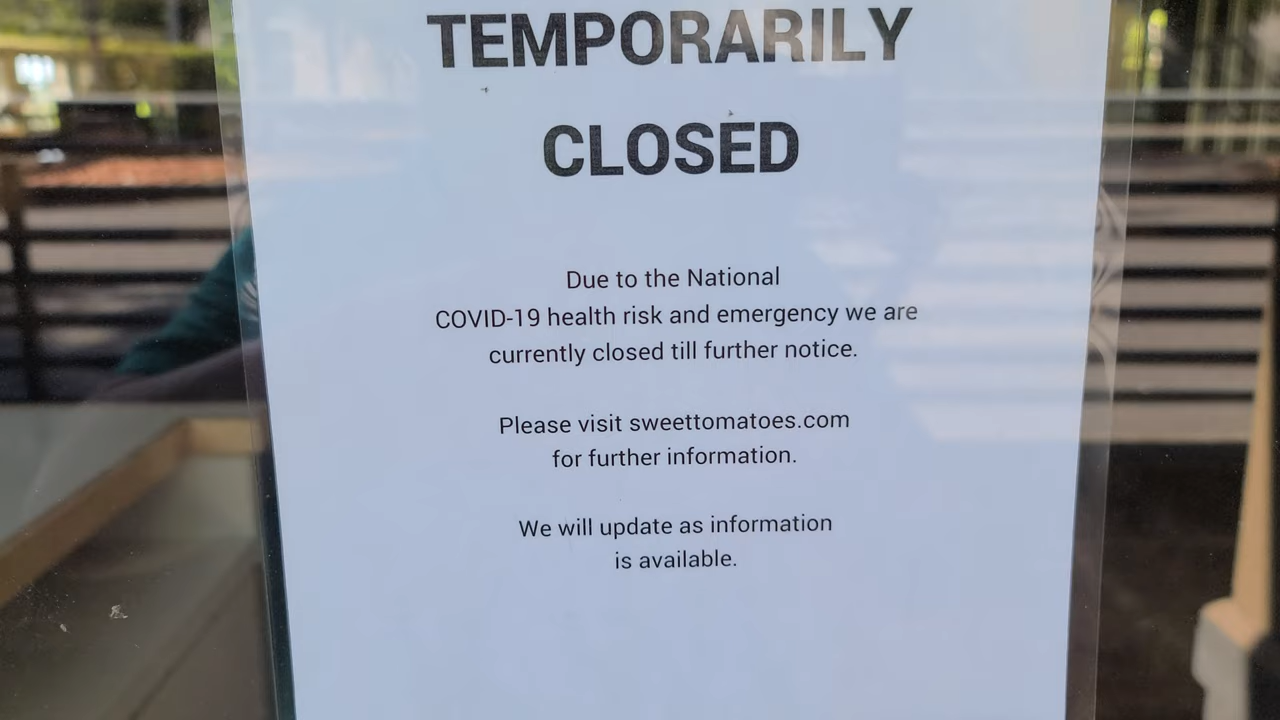 TEMPORARILY
CLOSED
Due to the National
COVID-19 health risk and emergency we are
currently closed till further notice.
Please visit sweettomatoes.com
for further information.
We will update as information
is available.